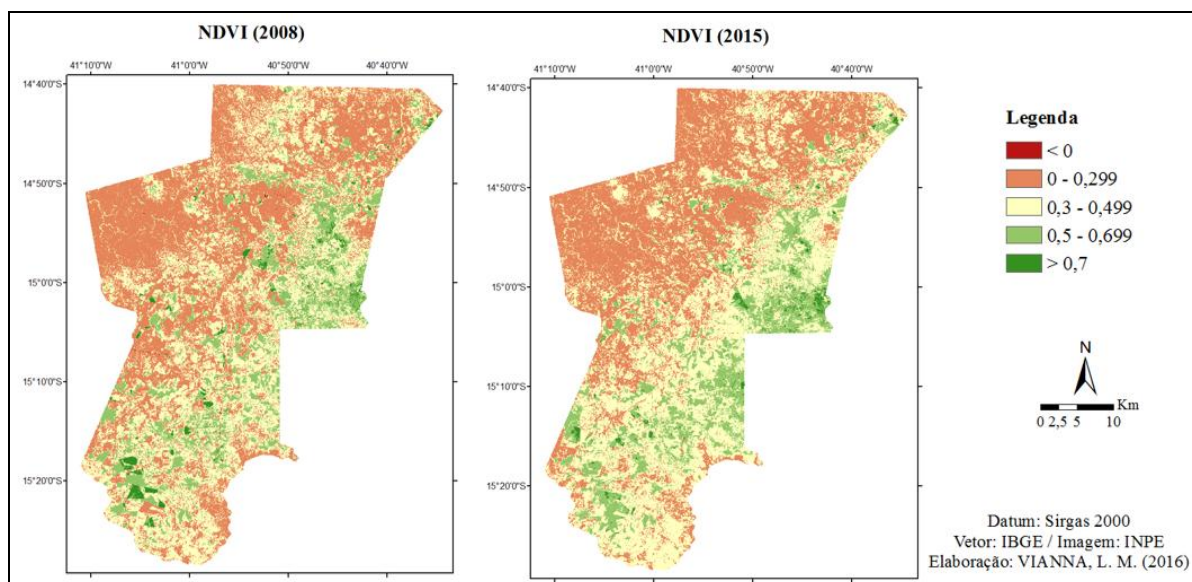 NDVI (2008)
41°10'0"W 41°0'0"W 40°50'0"W 40°40'0"W
14°40'0"S
14°50'0"S
15°0'0"S
15°10'0"S
15°20'0"S
NDVI (2015)
41°10'0"W 41°0'0"W 40°50'0"W 40°40'0"W
14°40'0"S
14°50'0"S
15°0'0"S
15°10'0"S
15°20'0"S
Legenda
< 0
0 - 0,299
0,3 - 0,499
0,5 - 0,699
> 0,7
N
Km
0 2,5 5 10
Datum: Sirgas 2000
Vetor: IBGE / Imagem: INPE
Elaboração: VIANNA, L. M. (2016)